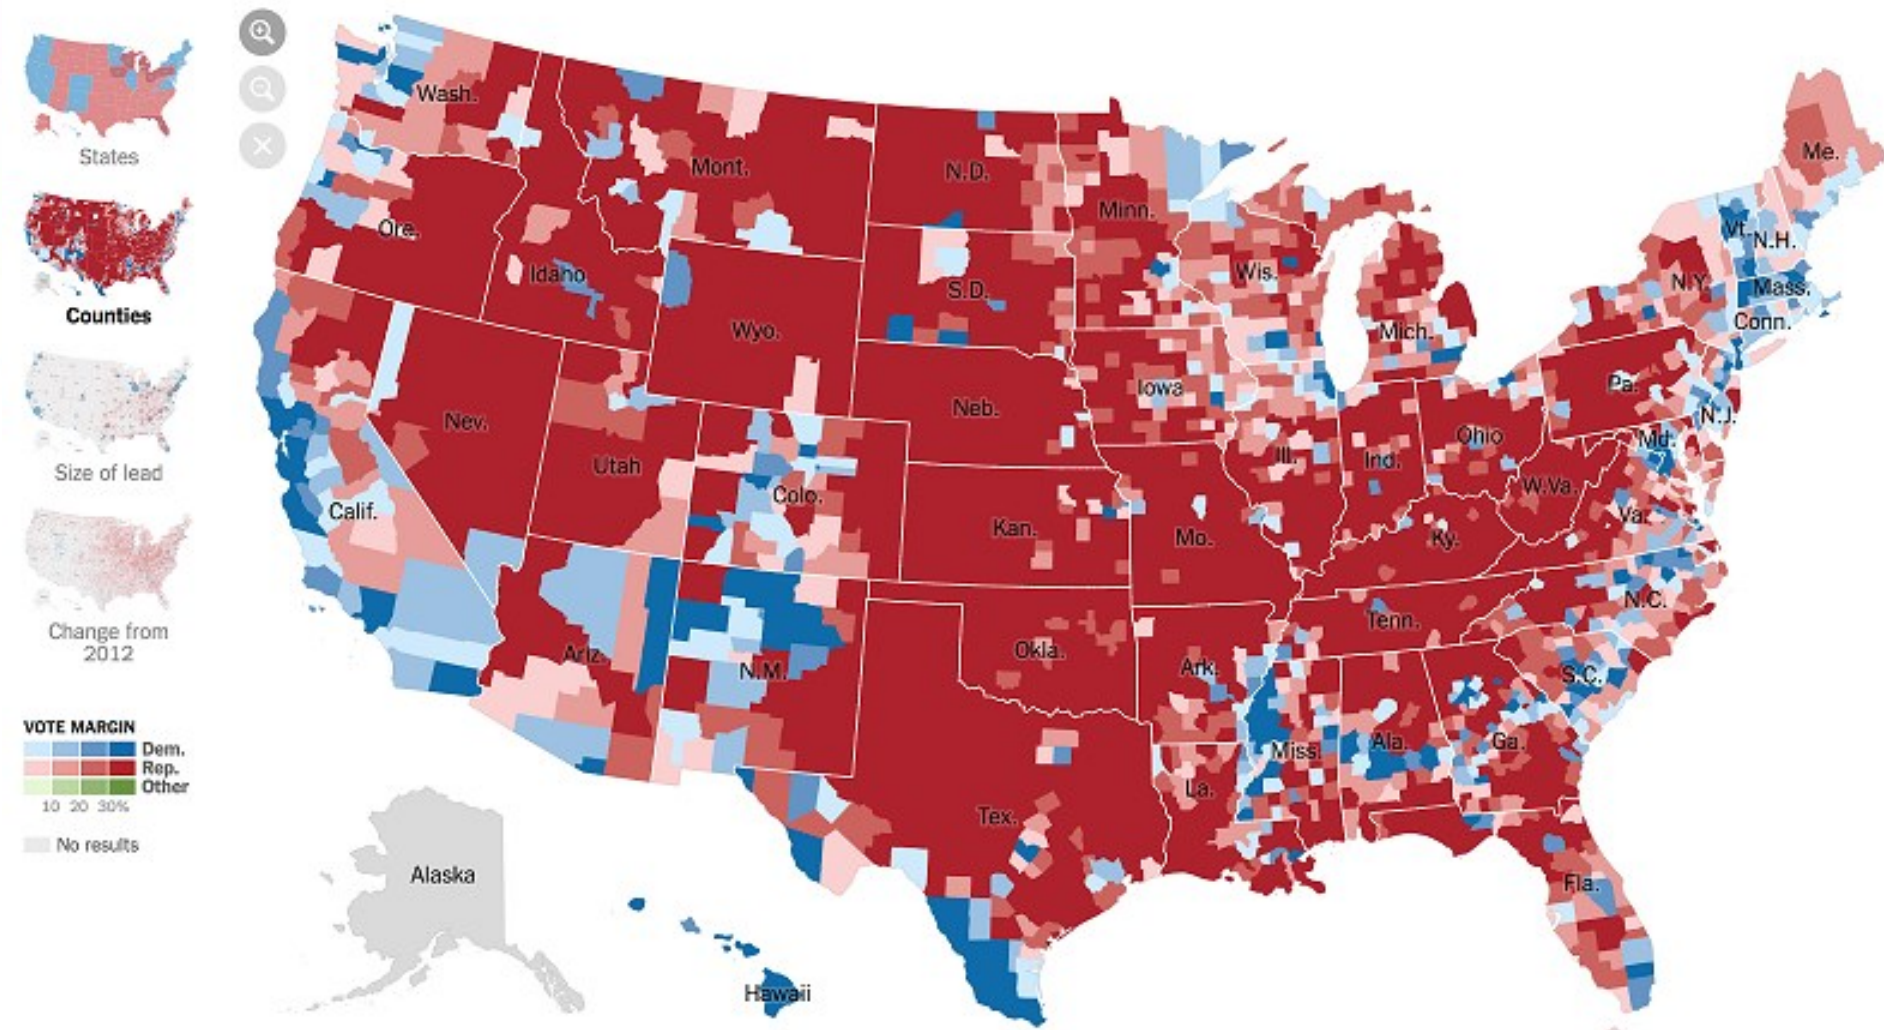 States
Counties
Size of lead
Change from
2012
VOTE MARGIN
Dem.
Rep.
Other
10 20 30%
No results
Wash.
Mont.
N.D.
Minn.
Me.
Ore.
Idaho
S.D.
Wis.
Vt.
N.H.
N.Y.
Mass.
Conn.
Wyo.
Mich.
Iowa
Pa.
Neb.
N.J.
Nev.
Ohio
Md.
Utah
Ill.
Ind.
Colo.
W.Va.
Calif.
Kan.
Mo.
Ky.
Va.
N.C.
Tenn.
Ariz.
Okla.
Ark.
N.M.
S.C.
Miss.
Ala.
Ga.
La.
Tex.
Alaska
Fla.
Hawaii